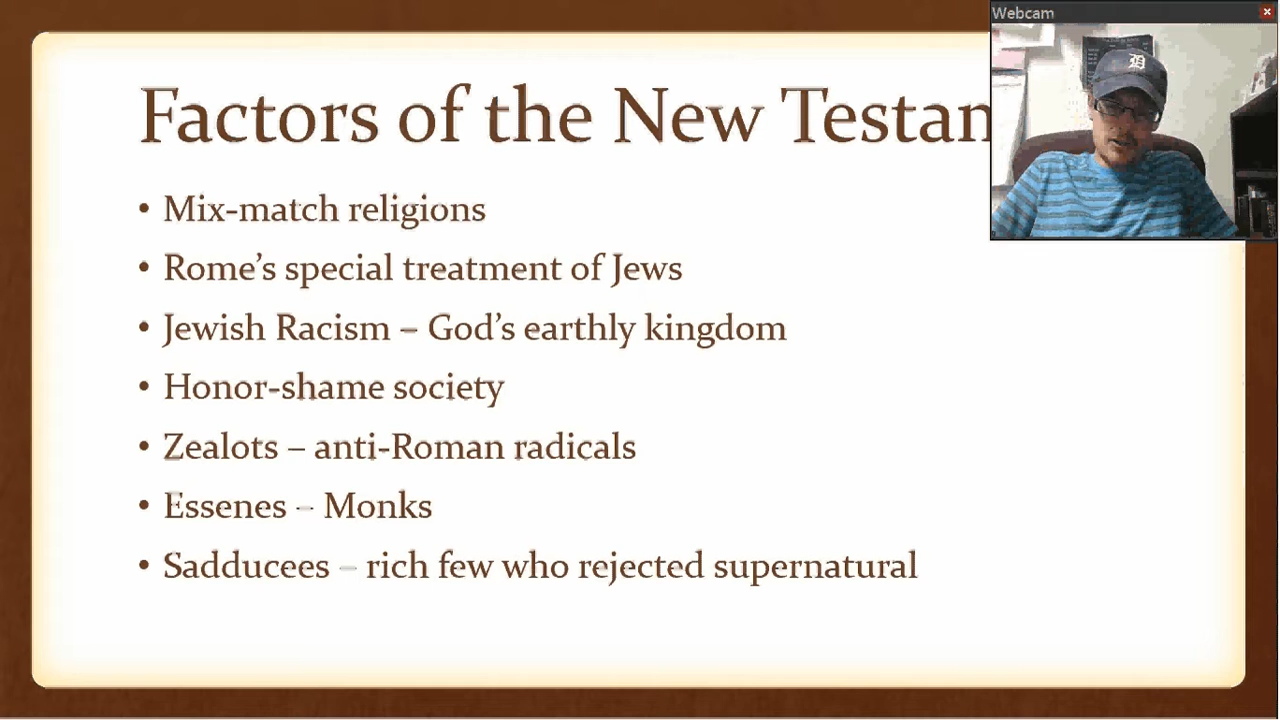 Webcam
Factors of the New Testan
• Mix-match religions
• Rome's special treatment of Jews
• Jewish Racism – God's earthly kingdom
• Honor-shame society
• Zealots – anti-Roman radicals
• Essenes – Monks
• Sadducees – rich few who rejected supernatural
D